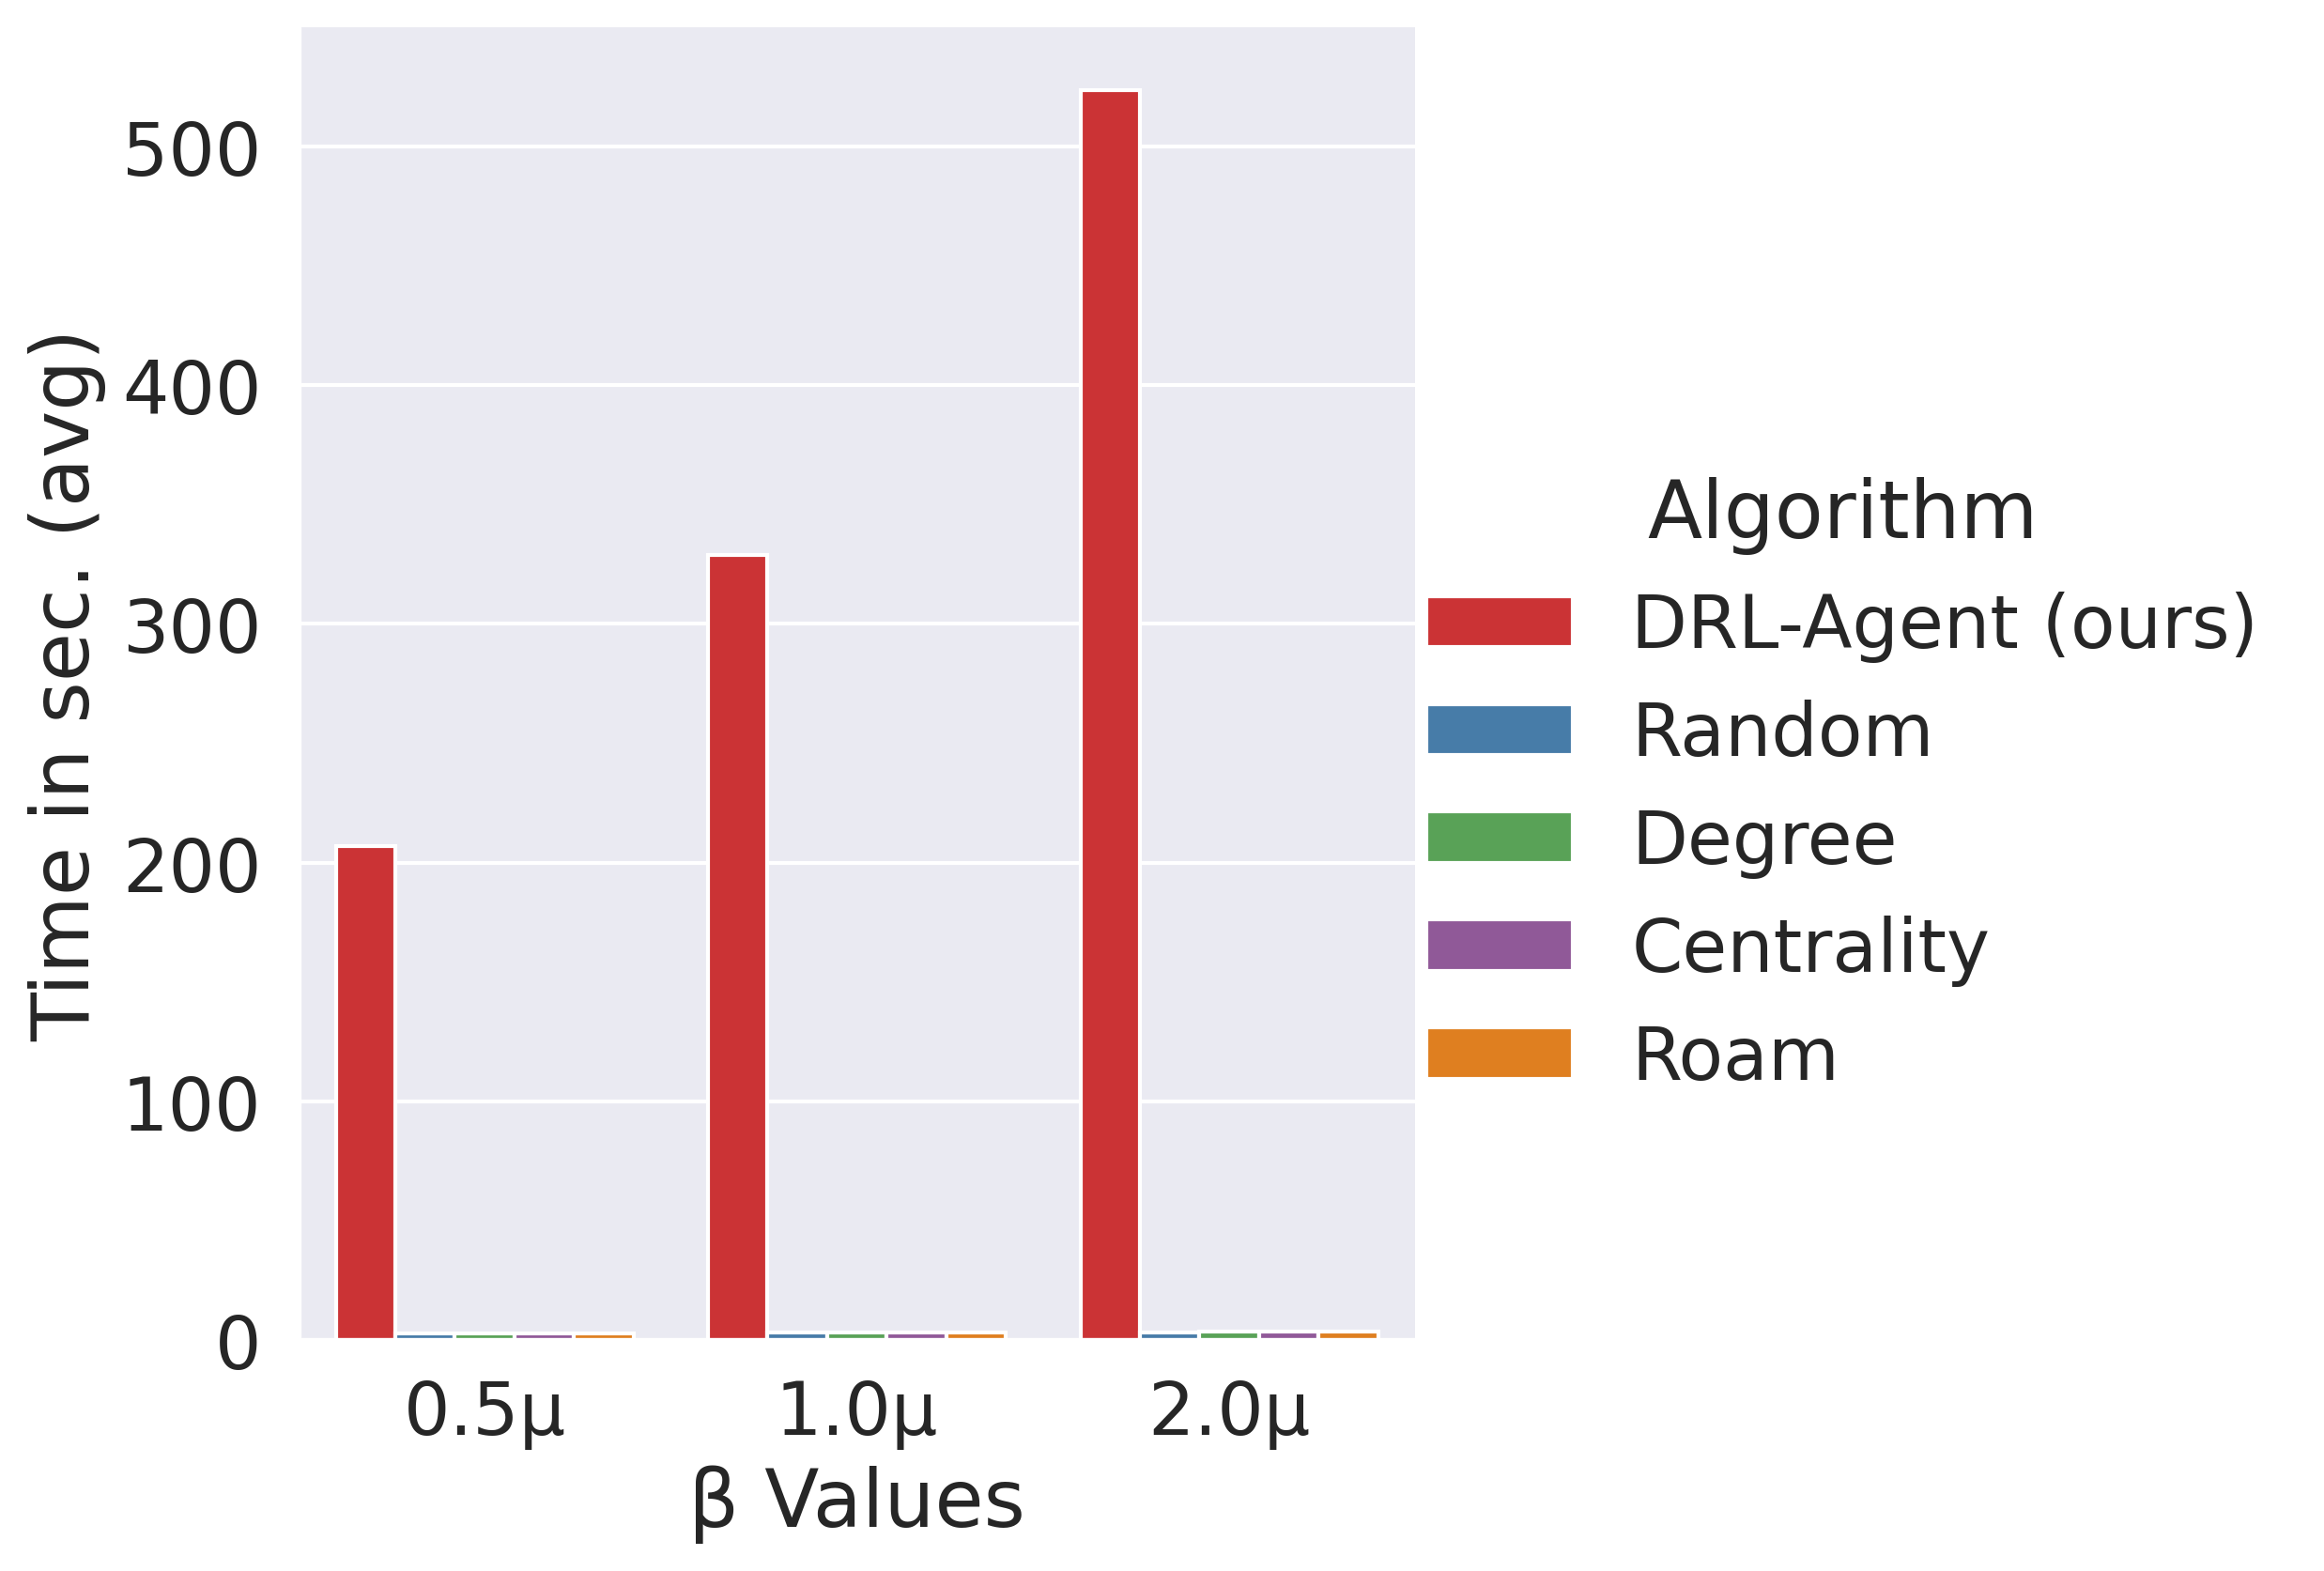 Time in sec. (avg)
500
400
300
200
100
0
0.5μ
1.0μ
2.0μ
β Values
Algorithm
DRL-Agent (ours)
Random
Degree
Centrality
Roam